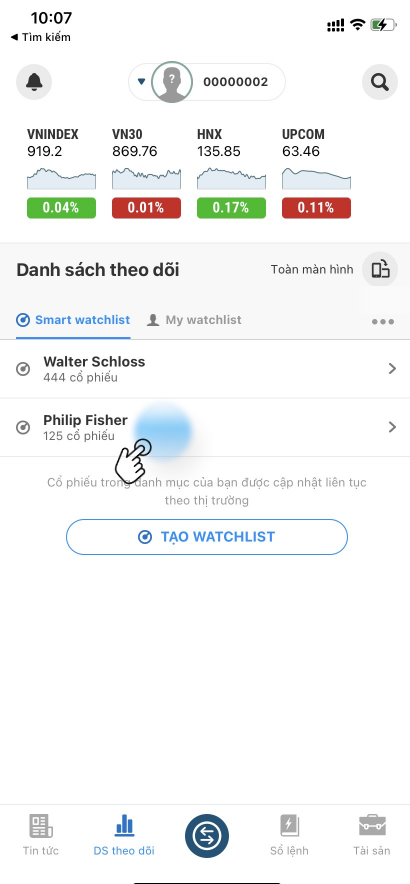 10:07
◀ Tìm kiếm
00000002
VNINDEX VN30 HNX UPCOM
919.2 869.76 135.85 63.46
0.04% 0.01% 0.17% 0.11%
Danh sách theo dõi Toàn màn hình
Smart watchlist My watchlist
Walter Schloss
444 cổ phiếu
Philip Fisher
125 cổ phiếu
Cổ phiếu trong danh mục của bạn được cập nhật liên tục
theo thị trường
TẠO WATCHLIST
Tin tức DS theo dõi Sổ lệnh Tài sản